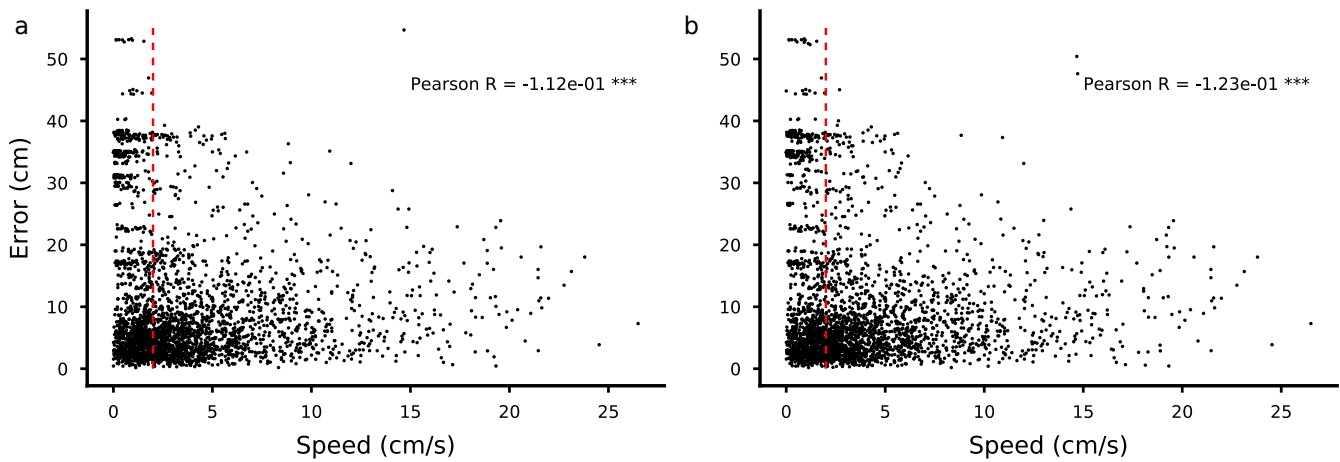 a
Error (cm)
50
40
30
20
10
0
Pearson R = -1.12e-01 ***
0 5 10 15 20 25
Speed (cm/s)
b
50
40
30
20
10
0
Pearson R = -1.23e-01 ***
0 5 10 15 20 25
Speed (cm/s)